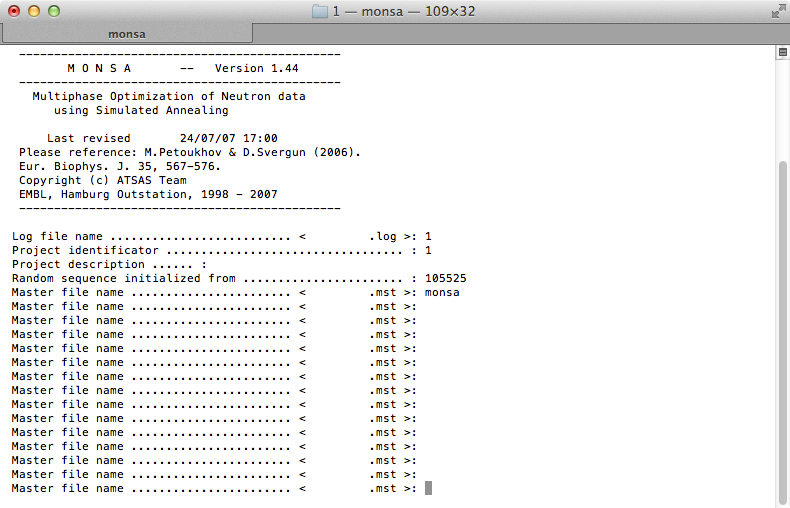 1 — monsa — 109×32
monsa
----------------------------------------------
M O N S A -- Version 1.44
----------------------------------------------
Multiphase Optimization of Neutron data
using Simulated Annealing
Last revised 24/07/07 17:00
Please reference: M.Petoukhov & D.Svergun (2006).
Eur. Biophys. J. 35, 567-576.
Copyright (c) ATSAS Team
EMBL, Hamburg Outstation, 1998 - 2007
----------------------------------------------
Log file name .......................... < .log >: 1
Project identificator .................................. : 1
Project description ...... :
Random sequence initialized from ....................... : 105525
Master file name ....................... < .mst >: monsa
Master file name ....................... < .mst >:
Master file name ....................... < .mst >:
Master file name ....................... < .mst >:
Master file name ....................... < .mst >:
Master file name ....................... < .mst >:
Master file name ....................... < .mst >:
Master file name ....................... < .mst >:
Master file name ....................... < .mst >:
Master file name ....................... < .mst >:
Master file name ....................... < .mst >:
Master file name ....................... < .mst >:
Master file name ....................... < .mst >:
Master file name ....................... < .mst >:
Master file name ....................... < .mst >: